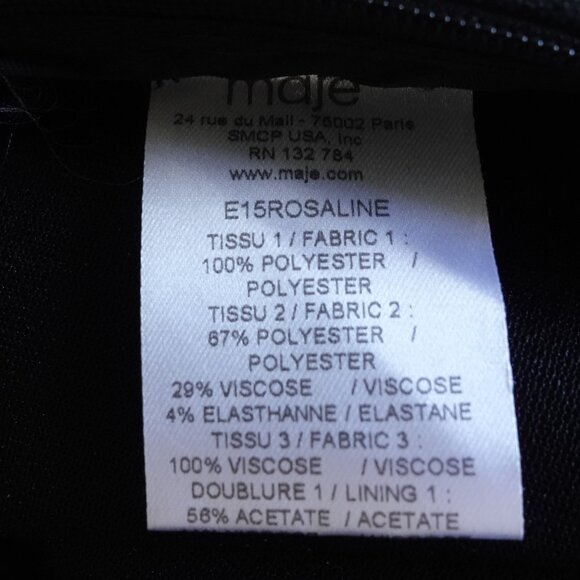 maje
24 rue du Mail - 75002 Paris
SMCP USA, Inc
RN 132 784
www.maje.com
E15ROSALINE
TISSU 1 / FABRIC 1 :
100% POLYESTER /
POLYESTER
TISSU 2 / FABRIC 2 :
67% POLYESTER /
POLYESTER
29% VISCOSE / VISCOSE
4% ELASTHANNE / ELASTANE
TISSU 3 / FABRIC 3 :
100% VISCOSE / VISCOSE
DOUBLURE 1 / LINING 1 :
56% ACETATE / ACETATE